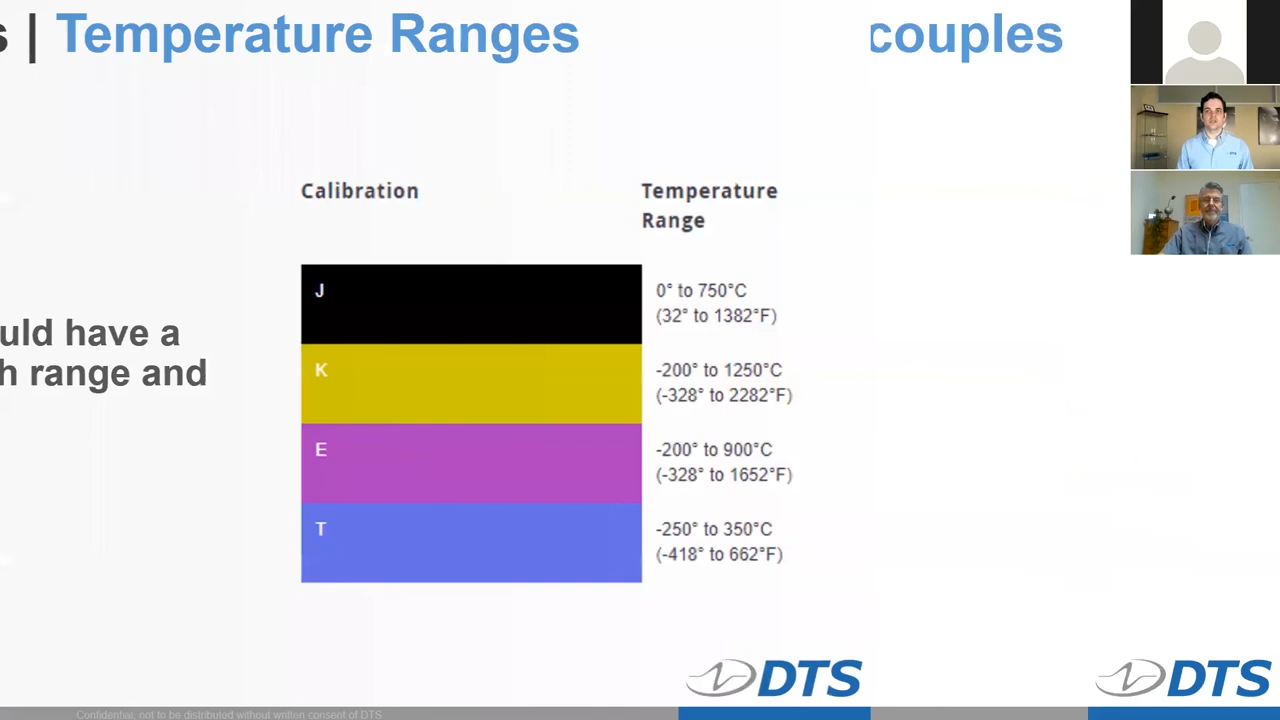 s | Temperature Ranges
couples
Calibration
Temperature
Range
J
0° to 750°C
(32° to 1382°F)
K
-200° to 1250°C
(-328° to 2282°F)
E
-200° to 900°C
(-328° to 1652°F)
T
-250° to 350°C
(-418° to 662°F)
uld have a
h range and
DTS
DTS
Confidential, not to be distributed without written consent of DTS
DTS